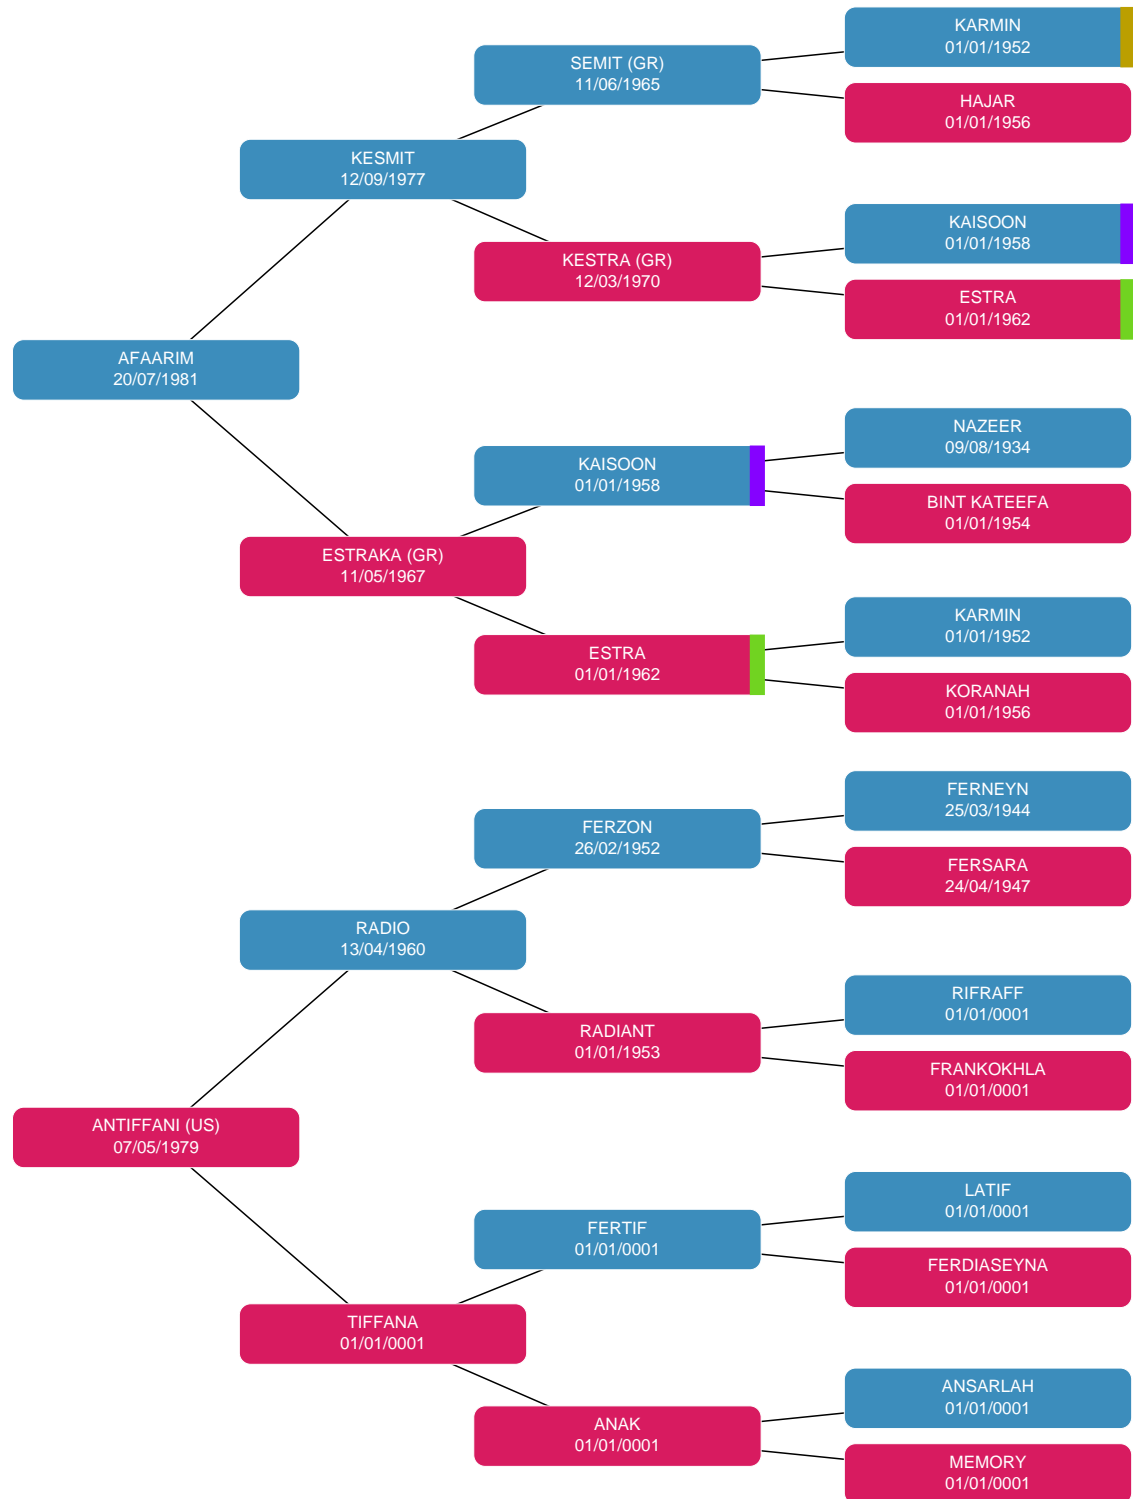 KARMIN
01/01/1952
SEMIT (GR)
11/06/1965
HAJAR
01/01/1956
KESMIT
12/09/1977
KAISOON
01/01/1958
KESTRA (GR)
12/03/1970
ESTRA
01/01/1962
AFAARIM
20/07/1981
NAZEER
09/08/1934
KAISOON
01/01/1958
BINT KATEEFA
01/01/1954
ESTRAKA (GR)
11/05/1967
KARMIN
01/01/1952
ESTRA
01/01/1962
KORANAH
01/01/1956
FERNEYN
25/03/1944
FERZON
26/02/1952
FERSARA
24/04/1947
RADIO
13/04/1960
RIFRAFF
01/01/0001
RADIANT
01/01/1953
FRANKOKHLA
01/01/0001
ANTIFFANI (US)
07/05/1979
LATIF
01/01/0001
FERTIF
01/01/0001
FERDIASEYNA
01/01/0001
TIFFANA
01/01/0001
ANSARLAH
01/01/0001
ANAK
01/01/0001
MEMORY
01/01/0001